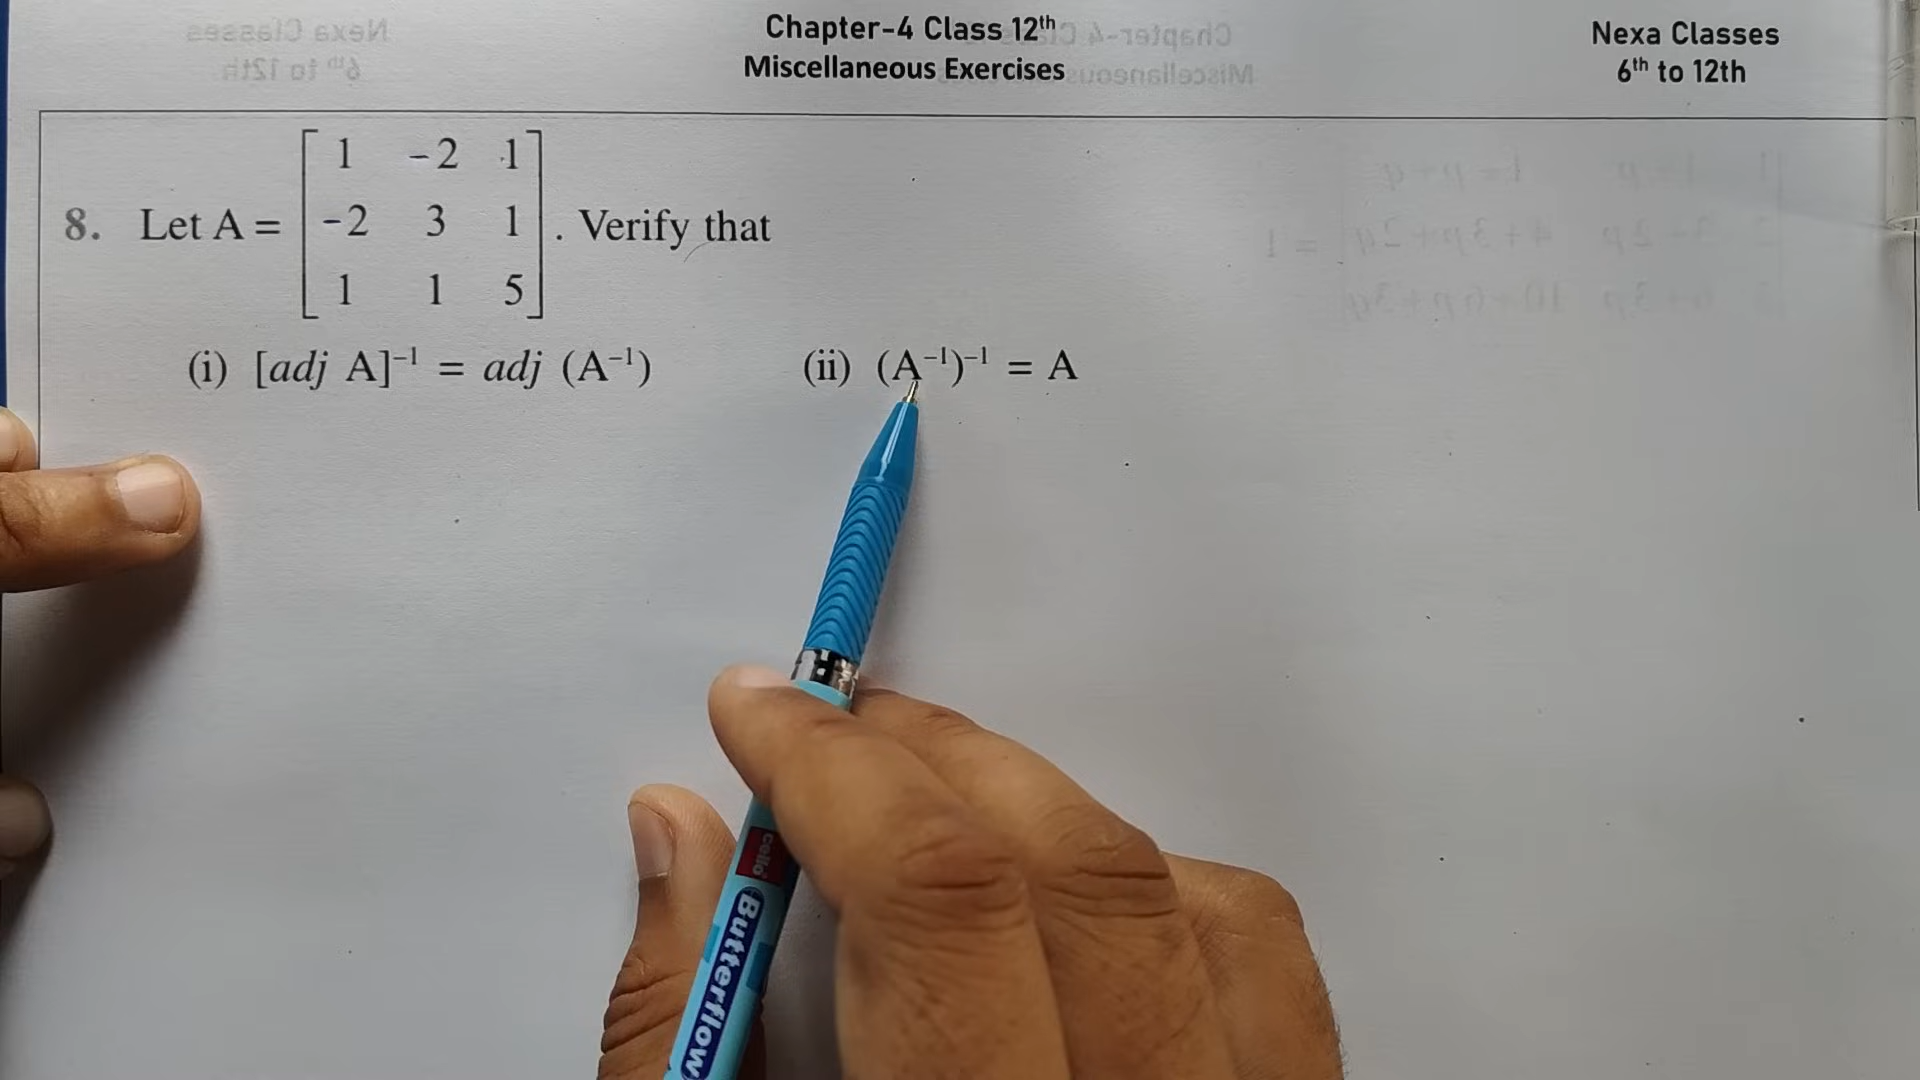 Chapter-4 Class 12th
Miscellaneous Exercises
Nexa Classes
6th to 12th
8. Let A = [ 1 -2 1
-2 3 1
1 1 5 ] . Verify that
(i) [adj A]⁻¹ = adj (A⁻¹) (ii) (A⁻¹)⁻¹ = A
cello
Butterflow